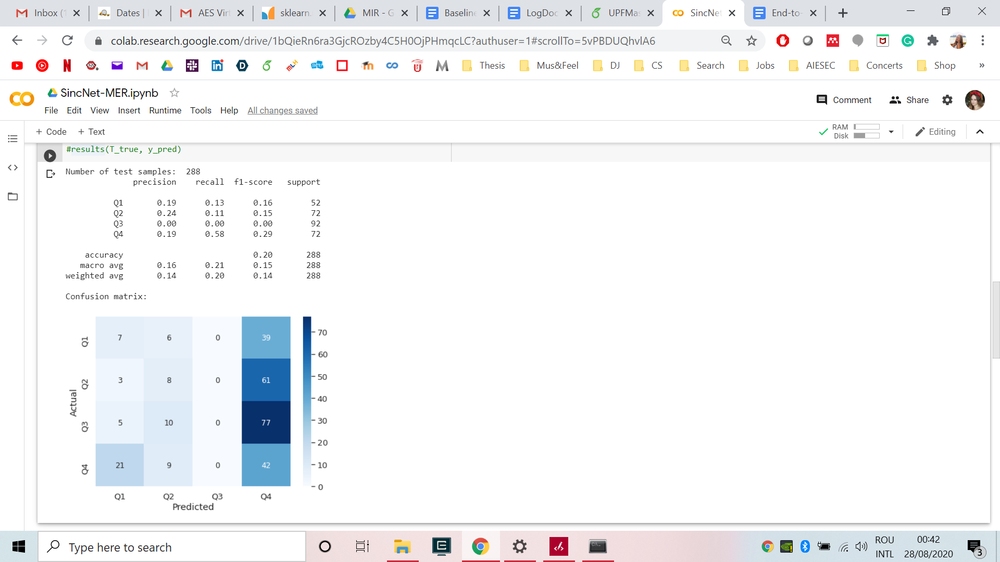 Inbox (1
Dates |
AES Virt
sklearn.
MIR - G
Baseline
LogDoc
UPFMas
SincNet
End-to-
colab.research.google.com/drive/1bQieRn6ra3GjcROzby4C5H0OjPHmqcLC?authuser=1#scrollTo=5vPBDUQhvIA6
Thesis
Mus&Feel
DJ
CS
Search
Jobs
AIESEC
Concerts
Shop
»
SincNet-MER.ipynb
File Edit View Insert Runtime Tools Help All changes saved
Comment
Share
+ Code + Text
RAM
Disk
Editing
#results(T_true, y_pred)
Number of test samples: 288
precision recall f1-score support
Q1 0.19 0.13 0.16 52
Q2 0.24 0.11 0.15 72
Q3 0.00 0.00 0.00 92
Q4 0.19 0.58 0.29 72
accuracy 0.20 288
macro avg 0.16 0.21 0.15 288
weighted avg 0.14 0.20 0.14 288
Confusion matrix:
Actual
Q1 7 6 0 39
Q2 3 8 0 61
Q3 5 10 0 77
Q4 21 9 0 42
Q1 Q2 Q3 Q4
Predicted
70
60
50
40
30
20
10
0
Type here to search
ROU
INTL
00:42
28/08/2020
3